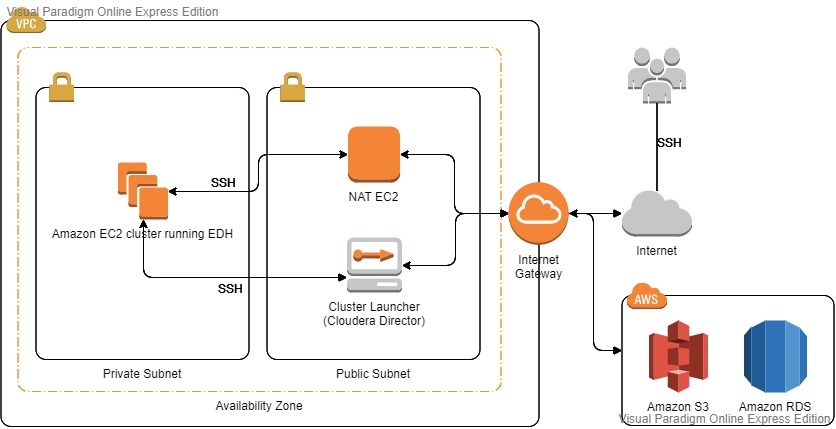 Visual Paradigm Online Express Edition
VPC
SSH
SSH
NAT EC2
Amazon EC2 cluster running EDH
SSH
Internet
Gateway
Internet
SSH
Cluster Launcher
(Cloudera Director)
AWS
Private Subnet
Public Subnet
Availability Zone
Amazon S3
Amazon RDS
Visual Paradigm Online Express Edition